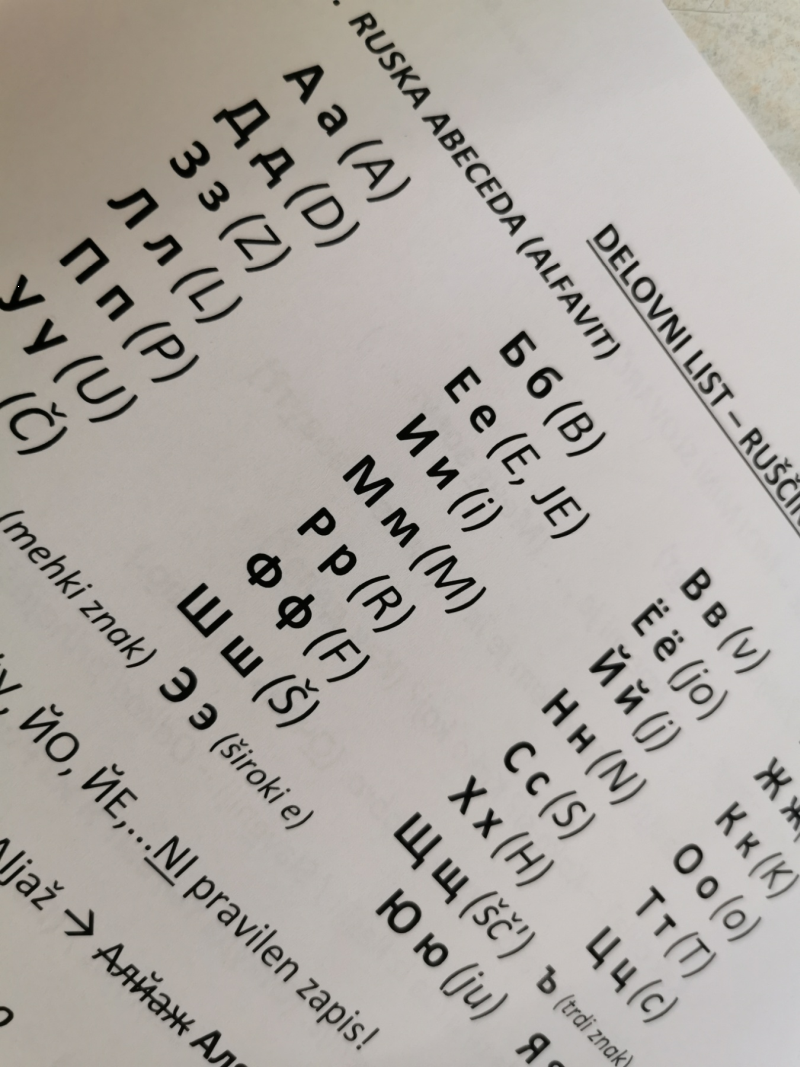 DELOVNI LIST –
RUSKA ABECEDA (ALFAVIT)
А а (A) Б б (B) В в (v)
Д д (D) Е е (E, JE) Ё ё (jo) Ж ж
З з (Z) И и (i) Й й (j) К к (K)
Л л (L) М м (M) Н н (N) О о (o)
П п (P) Р р (R) С с (S) Т т (T)
У у (U) Ф ф (F) Х х (H) Ц ц (c)
(Č) Ш ш (Š) Щ щ (šč') ъ (trdi znak)
(mehki znak) Э э (široki e) Ю ю (ju) Я
ЙО, ЙЕ,...NI pravilen zapis!
Aljaž → Алйаж